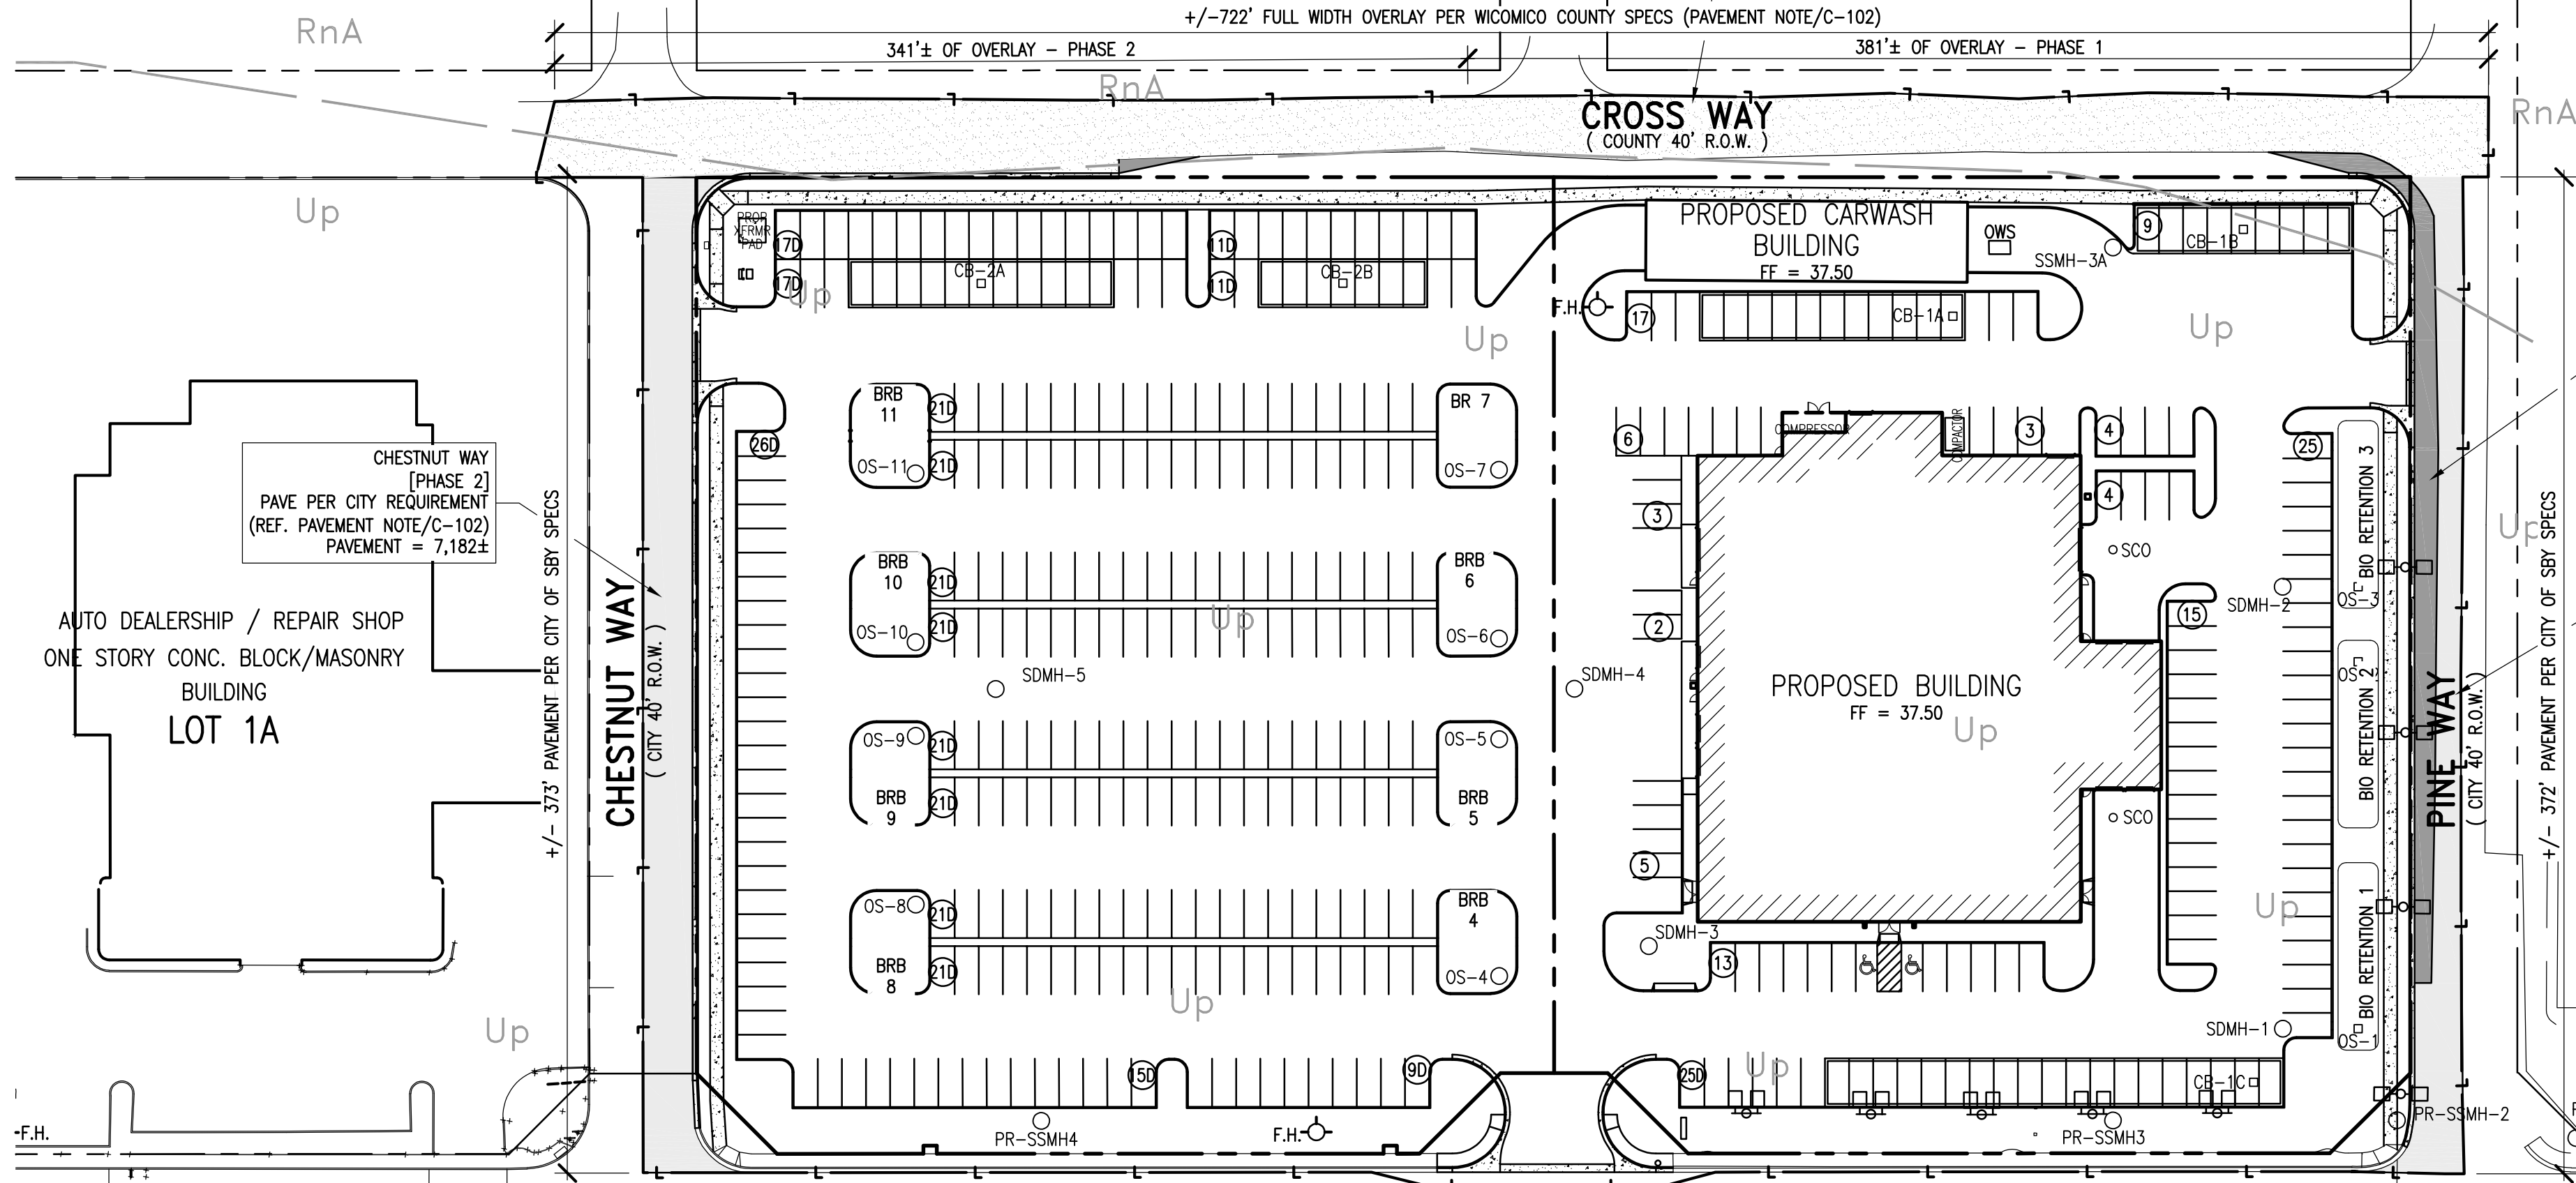 +/-722' FULL WIDTH OVERLAY PER WICOMICO COUNTY SPECS (PAVEMENT NOTE/C-102)
RnA
341'± OF OVERLAY - PHASE 2
381'± OF OVERLAY - PHASE 1
RnA
RnA
CROSS WAY
( COUNTY 40' R.O.W. )
Up
PROP
XFRMR
PAD
17D
17D
Up
CB-2A
11D
11D
CB-2B
Up
PROPOSED CARWASH
BUILDING
FF = 37.50
OWS
SSMH-3A
9
CB-1B
F.H.
17
CB-1A
Up
26D
BRB
11
OS-11
21D
21D
BR 7
OS-7
6
COMPRESSOR
COMPACTOR
3
4
4
25
BIO RETENTION 3
OS-3
CHESTNUT WAY
[PHASE 2]
PAVE PER CITY REQUIREMENT
(REF. PAVEMENT NOTE/C-102)
PAVEMENT = 7,182±
+/- 373' PAVEMENT PER CITY OF SBY SPECS
CHESTNUT WAY
( CITY 40' R.O.W. )
AUTO DEALERSHIP / REPAIR SHOP
ONE STORY CONC. BLOCK/MASONRY
BUILDING
LOT 1A
BRB
10
OS-10
21D
21D
Up
BRB
6
OS-6
SDMH-5
SDMH-4
3
2
SCO
SDMH-2
15
PROPOSED BUILDING
FF = 37.50
Up
BIO RETENTION 2
PINE WAY
( CITY 40' R.O.W. )
+/- 372' PAVEMENT PER CITY OF SBY SPECS
Up
OS-9
BRB
9
21D
21D
OS-5
BRB
5
5
SCO
OS-8
BRB
8
21D
21D
BRB
4
OS-4
Up
SDMH-3
13
Up
BIO RETENTION 1
OS-1
SDMH-1
Up
15D
9D
25D
Up
CB-1C
F.H.
PR-SSMH4
F.H.
PR-SSMH3
PR-SSMH-2